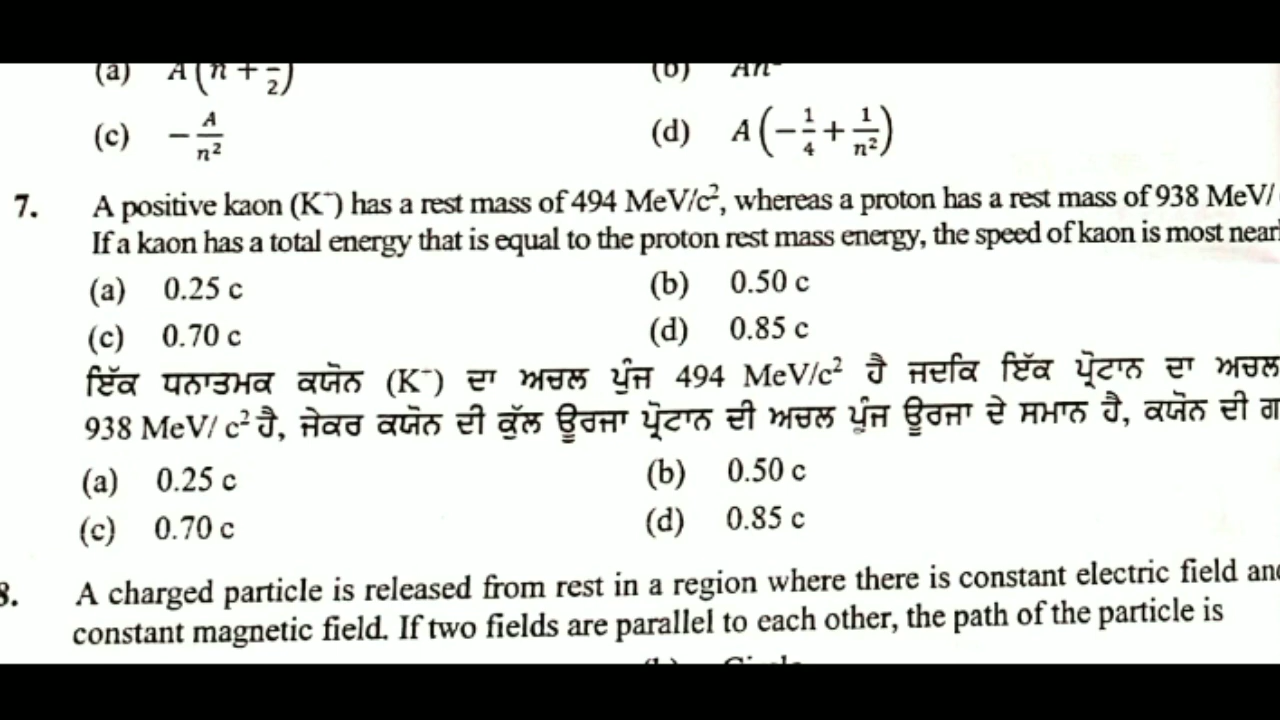 (a) A(n + 1/2)
(b) An²
(c) −A/n²
(d) A(−1/4 + 1/n²)
7. A positive kaon (K⁺) has a rest mass of 494 MeV/c², whereas a proton has a rest mass of 938 MeV/
If a kaon has a total energy that is equal to the proton rest mass energy, the speed of kaon is most
(a) 0.25 c
(b) 0.50 c
(c) 0.70 c
(d) 0.85 c
ਇੱਕ ਧਨਾਤਮਕ ਕਯੋਨ (K⁺) ਦਾ ਅਚਲ ਪੁੰਜ 494 MeV/c² ਹੈ ਜਦਕਿ ਇੱਕ ਪ੍ਰੋਟਾਨ ਦਾ ਅਚਲ
938 MeV/ c² ਹੈ, ਜੇਕਰ ਕਯੋਨ ਦੀ ਕੁੱਲ ਊਰਜਾ ਪ੍ਰੋਟਾਨ ਦੀ ਅਚਲ ਪੁੰਜ ਊਰਜਾ ਦੇ ਸਮਾਨ ਹੈ, ਕਯੋਨ ਦੀ
(a) 0.25 c
(b) 0.50 c
(c) 0.70 c
(d) 0.85 c
8. A charged particle is released from rest in a region where there is constant electric field
constant magnetic field. If two fields are parallel to each other, the path of the particle is